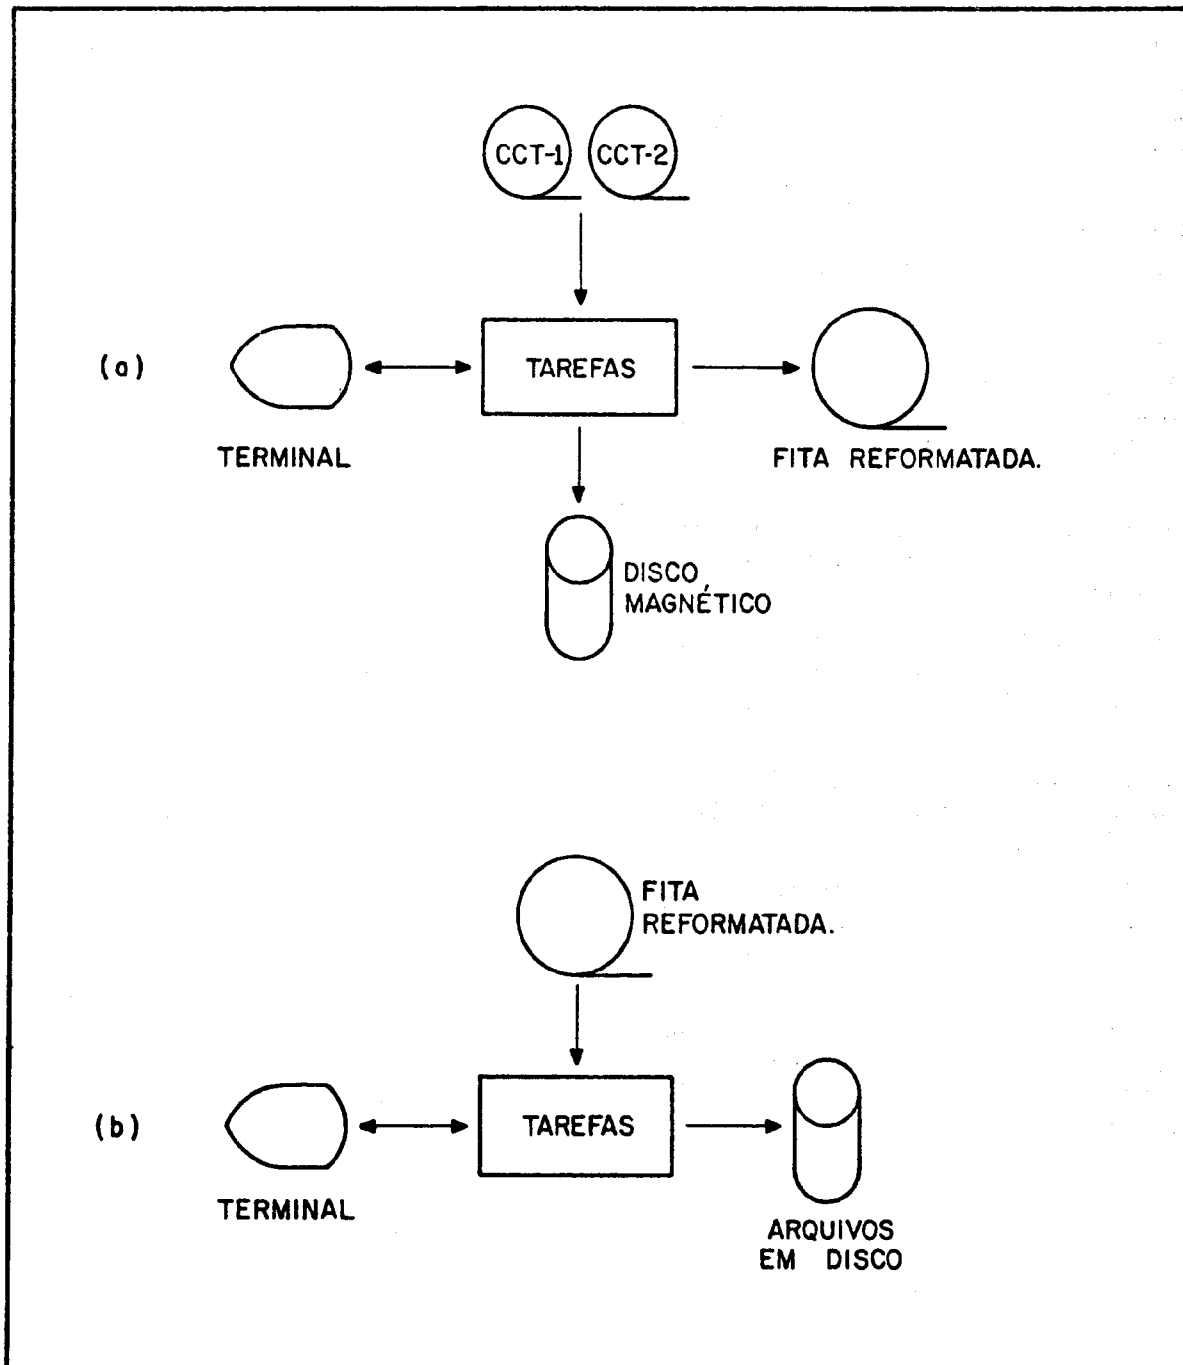 CCT-1 CCT-2
(a)
TAREFAS
TERMINAL
FITA REFORMATADA.
DISCO
MAGNÉTICO
FITA
REFORMATADA.
(b)
TAREFAS
TERMINAL
ARQUIVOS
EM DISCO